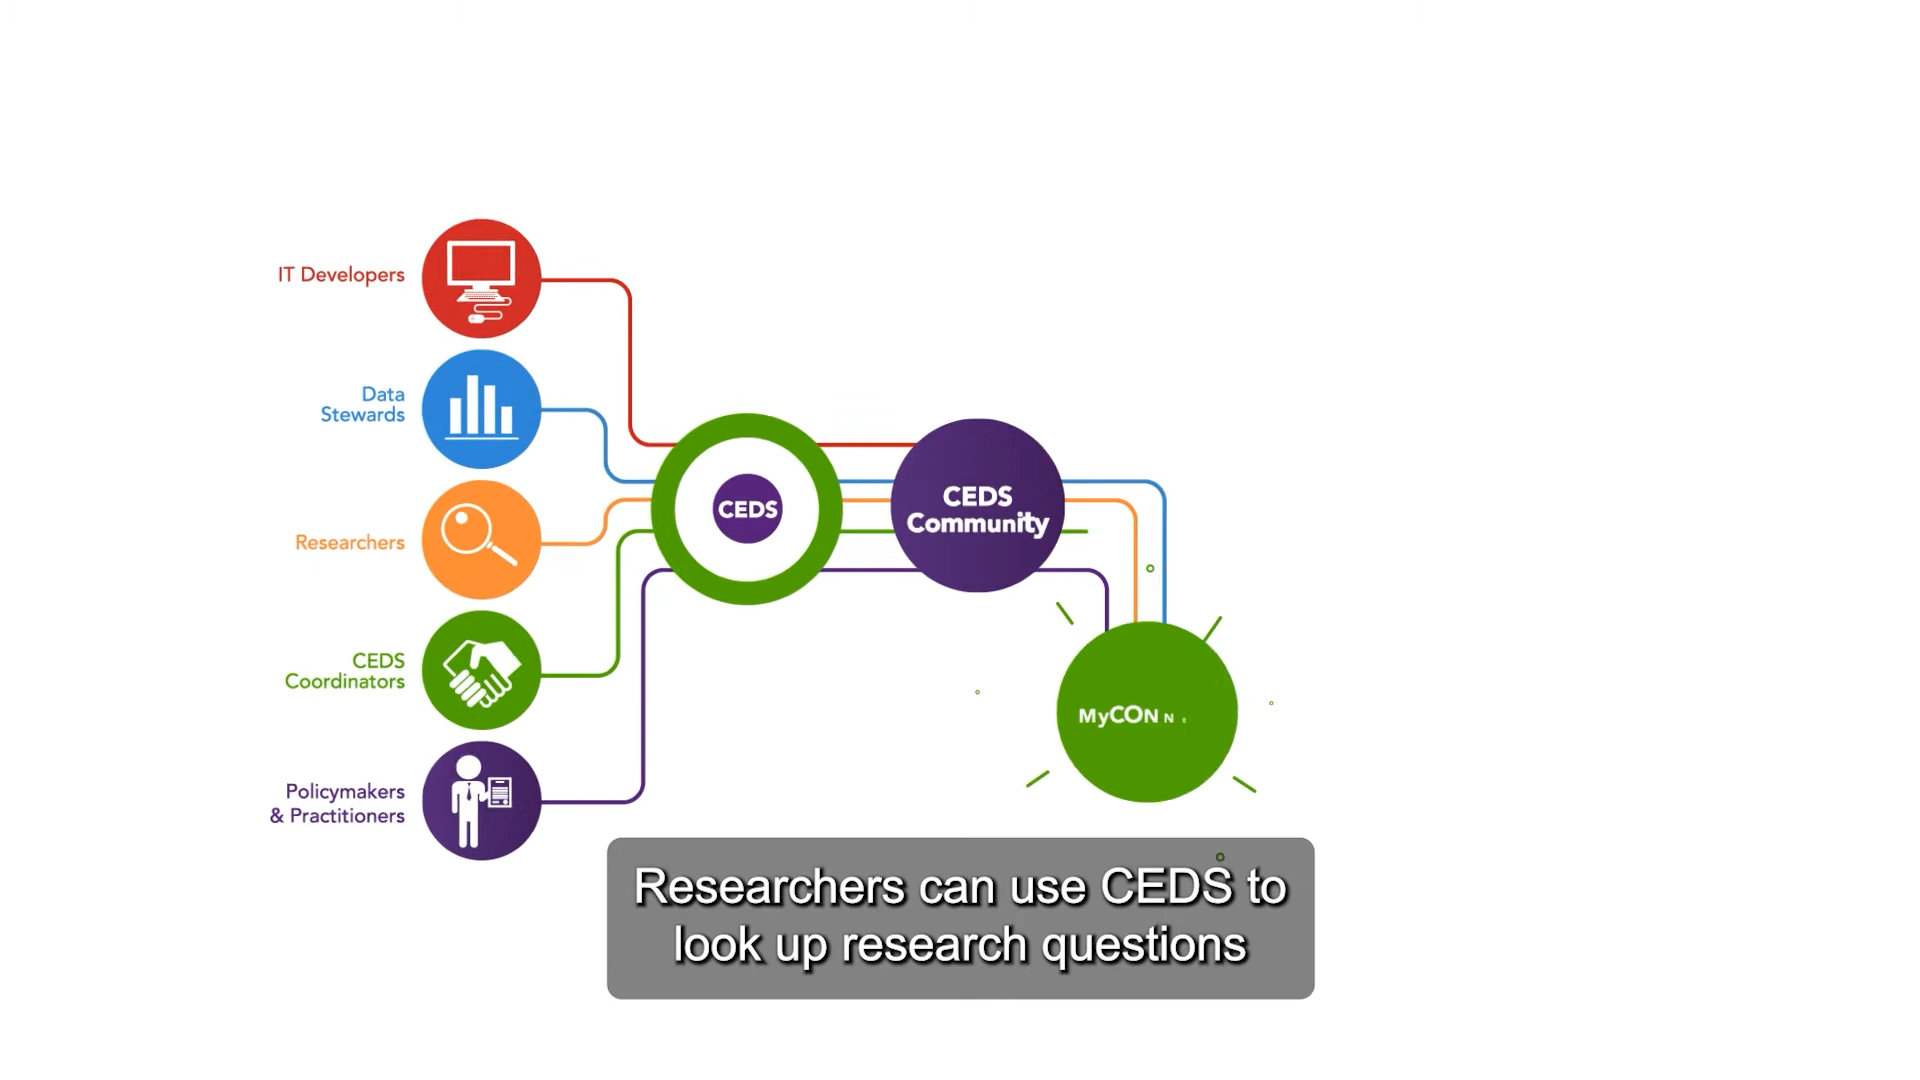 IT Developers
Data
Stewards
Researchers
CEDS
Coordinators
Policymakers
& Practitioners
CEDS
CEDS
Community
MyCONN
Researchers can use CEDS to
look up research questions